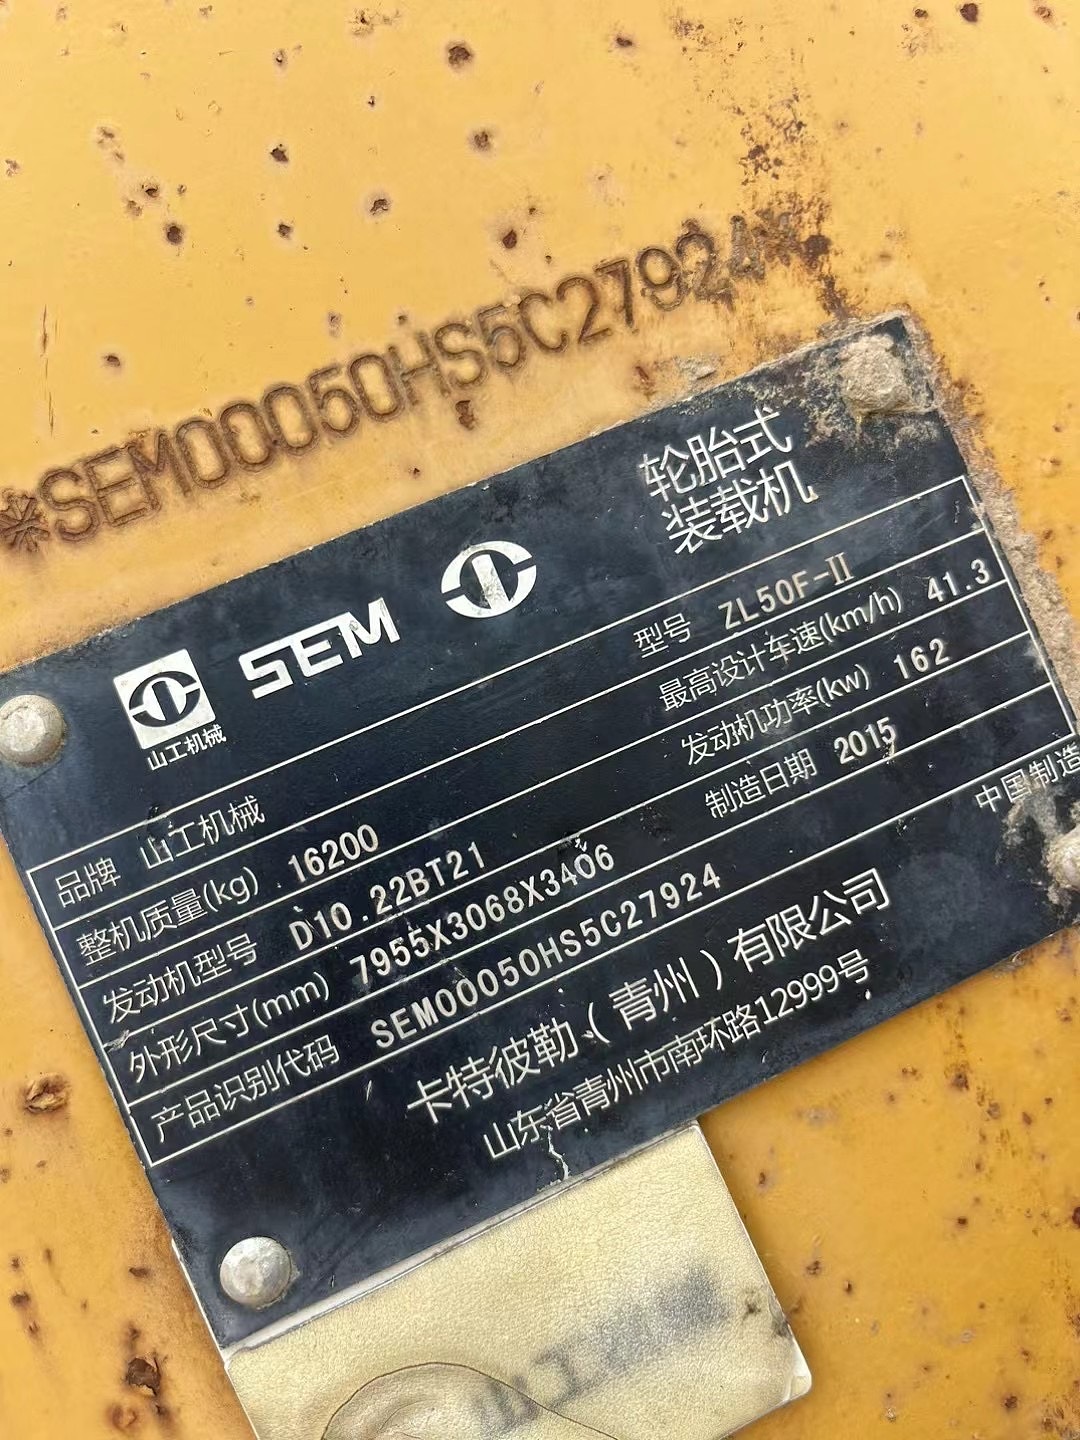 *SEM00050HS5C27924*
轮胎式
装载机
SEM
山工机械
品牌 山工机械 型号 ZL50F-II
整机质量(kg) 16200 最高设计车速(km/h) 41.3
发动机型号 D10.22BT21 发动机功率(kw) 162
外形尺寸(mm) 7955X3068X3406 制造日期 2015
产品识别代码 SEM00050HS5C27924
中国制造
卡特彼勒（青州）有限公司
山东省青州市南环路12999号